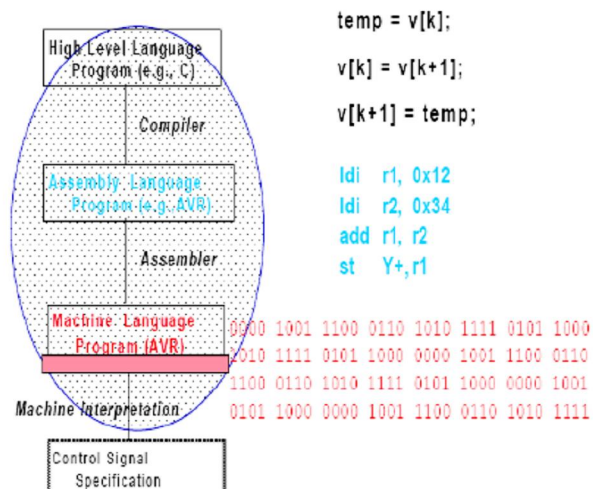 High Level Language
Program (e.g., C)
Compiler
Assembly Language
Program (e.g.,AVR)
Assembler
Machine Language
Program (AVR)
Machine Interpretation
Control Signal
Specification
temp = v[k];
v[k] = v[k+1];
v[k+1] = temp;
ldi r1, 0x12
ldi r2, 0x34
add r1, r2
st Y+,r1
0000 1001 1100 0110 1010 1111 0101 1000
1010 1111 0101 1000 0000 1001 1100 0110
1100 0110 1010 1111 0101 1000 0000 1001
0101 1000 0000 1001 1100 0110 1010 1111